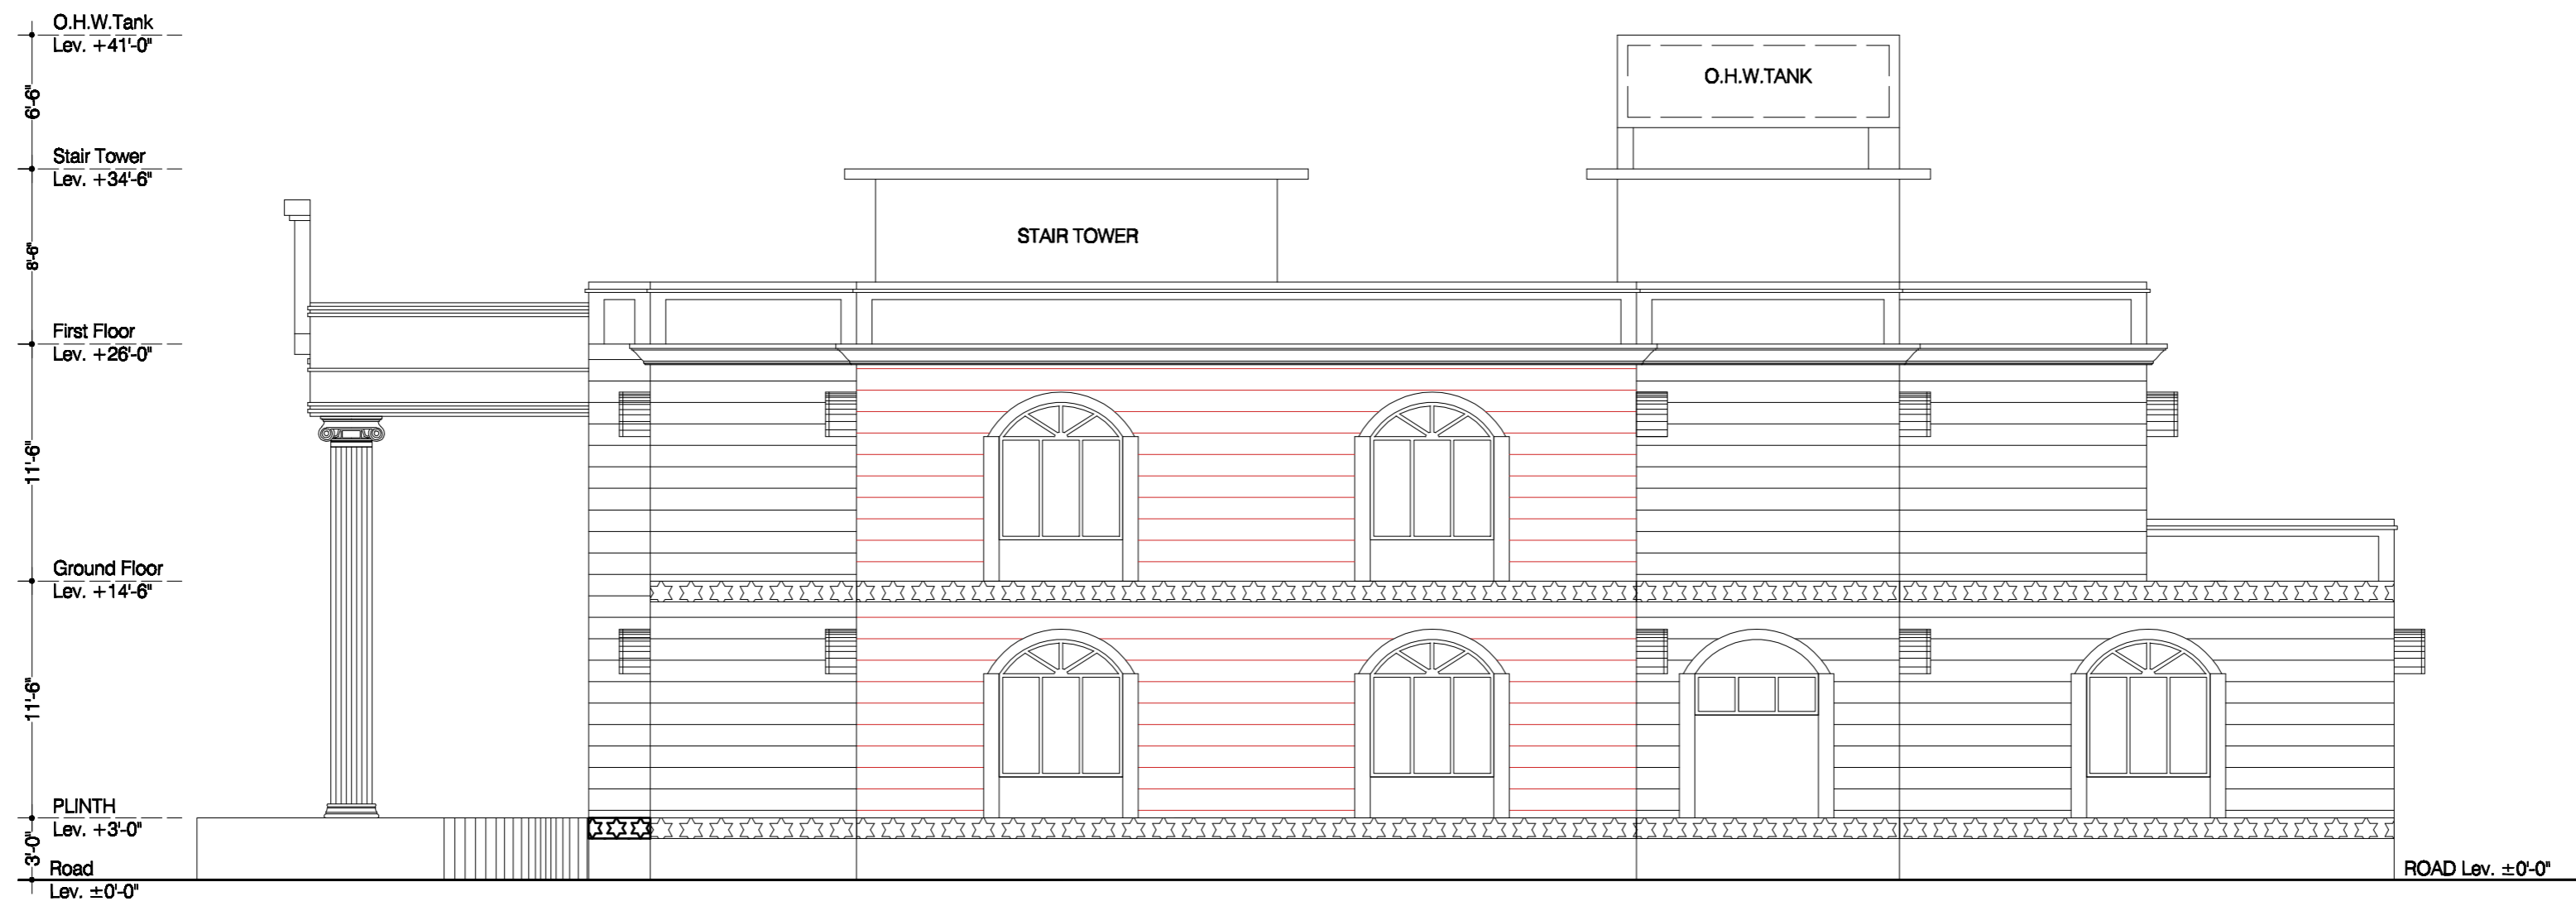 O.H.W.Tank
Lev. +41'-0"
6'-6"
O.H.W.TANK
Stair Tower
Lev. +34'-6"
STAIR TOWER
8'-6"
First Floor
Lev. +26'-0"
11'-6"
Ground Floor
Lev. +14'-6"
11'-6"
PLINTH
Lev. +3'-0"
3'-0"
Road
Lev. ±0'-0"
ROAD Lev. ±0'-0"